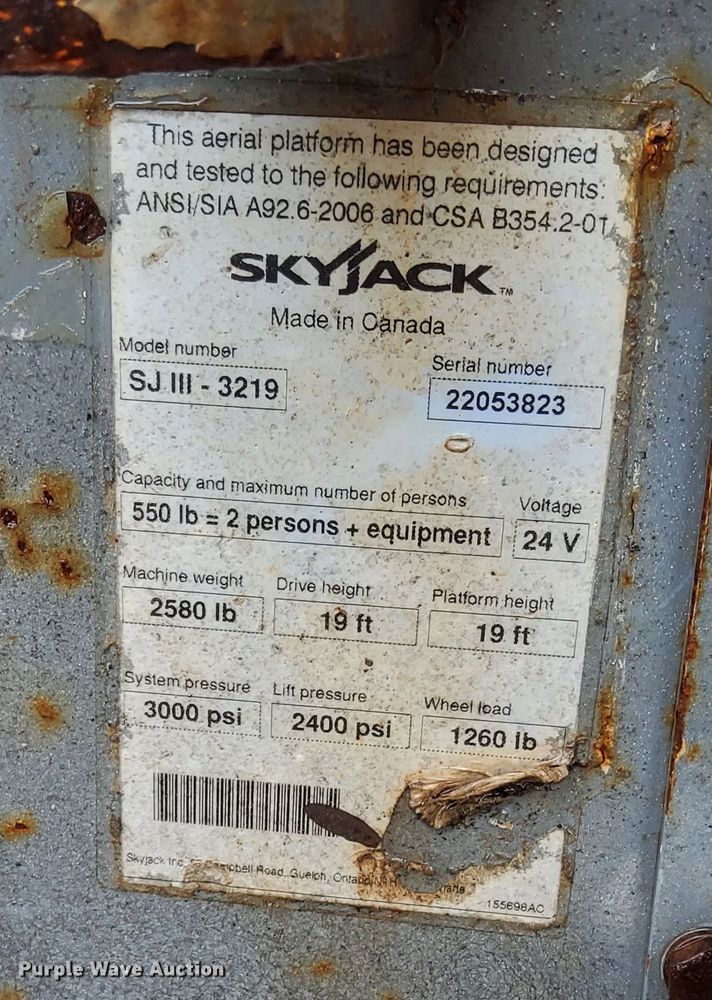 This aerial platform has been designed
and tested to the following requirements:
ANSI/SIA A92.6-2006 and CSA B354.2-01
SKYJACK™
Made in Canada
Model number
SJ III - 3219
Serial number
22053823
Capacity and maximum number of persons
550 lb = 2 persons + equipment
Voltage
24 V
Machine weight
2580 lb
Drive height
19 ft
Platform height
19 ft
System pressure
3000 psi
Lift pressure
2400 psi
Wheel load
1260 lb
Skyjack Inc. Campbell Road, Guelph, Ontario
155698AC
Purple Wave Auction